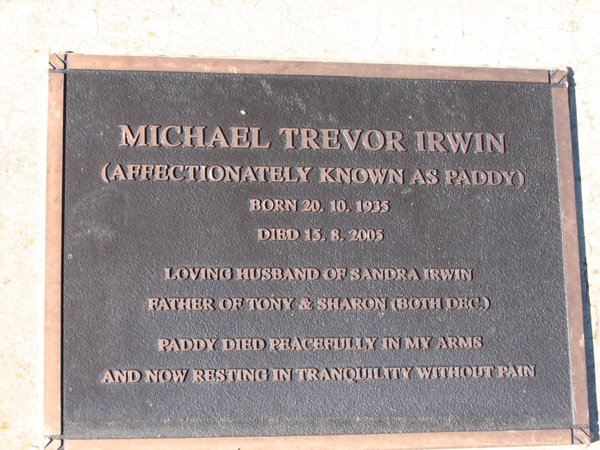 MICHAEL TREVOR IRWIN
(AFFECTIONATELY KNOWN AS PADDY)
BORN 20. 10. 1935
DIED 15. 8. 2005
LOVING HUSBAND OF SANDRA IRWIN
FATHER OF TONY & SHARON (BOTH DEC.)
PADDY DIED PEACEFULLY IN MY ARMS
AND NOW RESTING IN TRANQUILITY WITHOUT PAIN